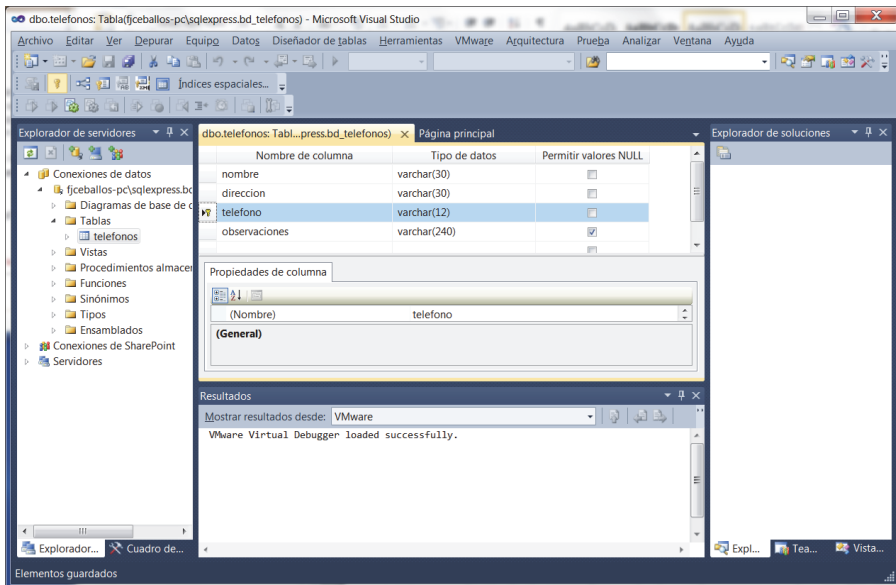 dbo.telefonos: Tabla(fjceballos-pc\sqlexpress.bd_telefonos) - Microsoft Visual Studio
Archivo Editar Ver Depurar Equipo Datos Diseñador de tablas Herramientas VMware Arquitectura Prueba Analizar Ventana Ayuda
Índices espaciales...
Explorador de servidores
Conexiones de datos
fjceballos-pc\sqlexpress.bd
Diagramas de base de d
Tablas
telefonos
Vistas
Procedimientos almacer
Funciones
Sinónimos
Tipos
Ensamblados
Conexiones de SharePoint
Servidores
Explorador... Cuadro de...
dbo.telefonos: Tabl...press.bd_telefonos) Página principal
Nombre de columna Tipo de datos Permitir valores NULL
nombre varchar(30)
direccion varchar(30)
telefono varchar(12)
observaciones varchar(240)
Propiedades de columna
(Nombre) telefono
(General)
Resultados
Mostrar resultados desde: VMware
VMware Virtual Debugger loaded successfully.
Explorador de soluciones
Expl... Tea... Vista...
Elementos guardados